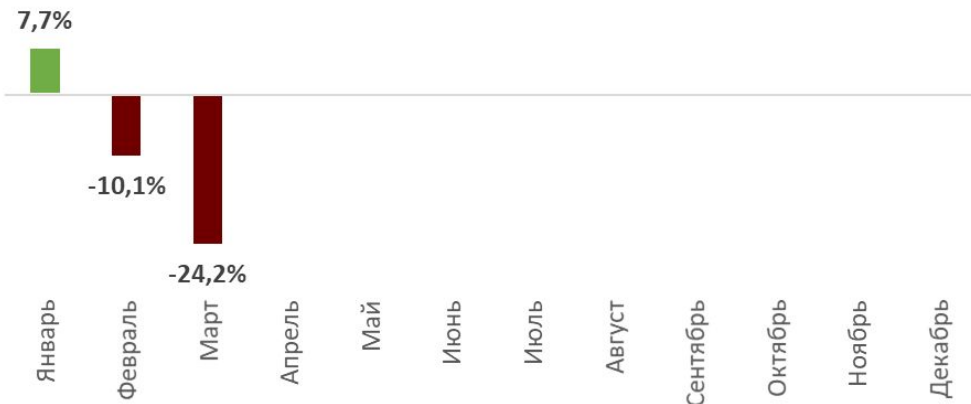 7,7%
-10,1%
-24,2%
Январь
Февраль
Март
Апрель
Май
Июнь
Июль
Август
Сентябрь
Октябрь
Ноябрь
Декабрь